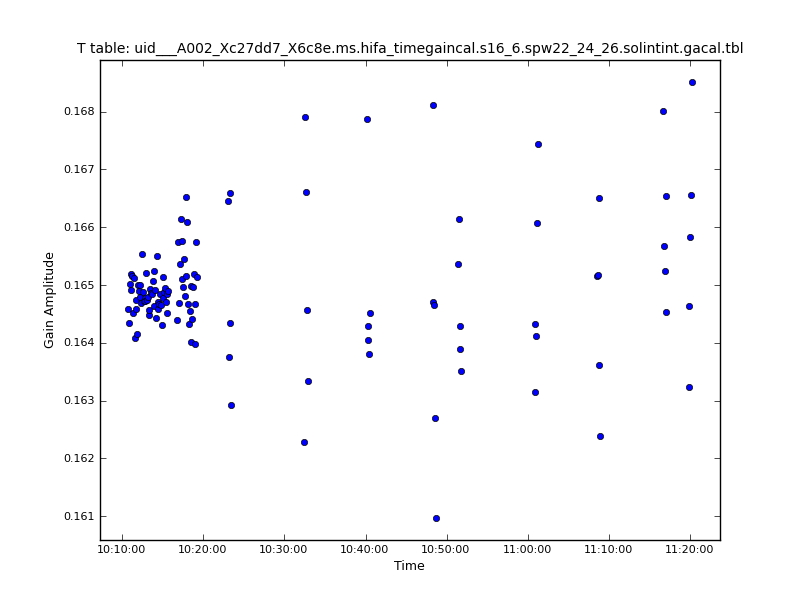 T table: uid___A002_Xc27dd7_X6c8e.ms.hifa_timegaincal.s16_6.spw22_24_26.solintint.gacal.tbl
Gain Amplitude
0.168
0.167
0.166
0.165
0.164
0.163
0.162
0.161
10:10:00 10:20:00 10:30:00 10:40:00 10:50:00 11:00:00 11:10:00 11:20:00
Time